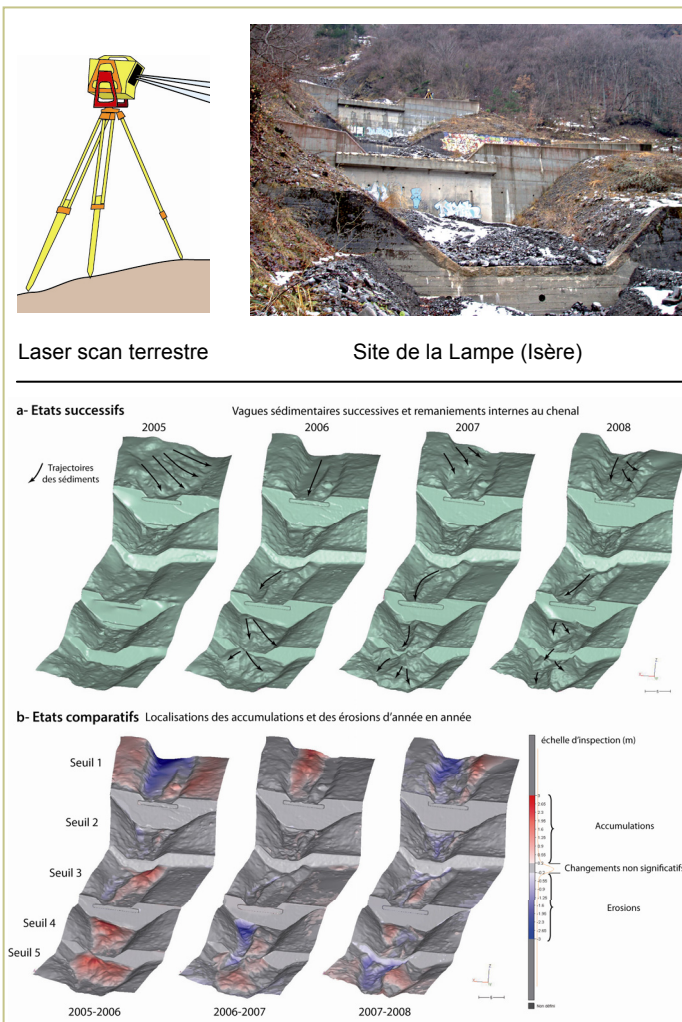 Laser scan terrestre
Site de la Lampe (Isère)
a- Etats successifs
Vagues sédimentaires successives et remaniements internes au chenal
2005 2006 2007 2008
Trajectoires
des sédiments
b- Etats comparatifs Localisations des accumulations et des érosions d'année en année
échelle d'inspection (m)
Seuil 1
Seuil 2
Accumulations
Seuil 3
Changements non significatifs
Erosions
Seuil 4
Seuil 5
2005-2006 2006-2007 2007-2008